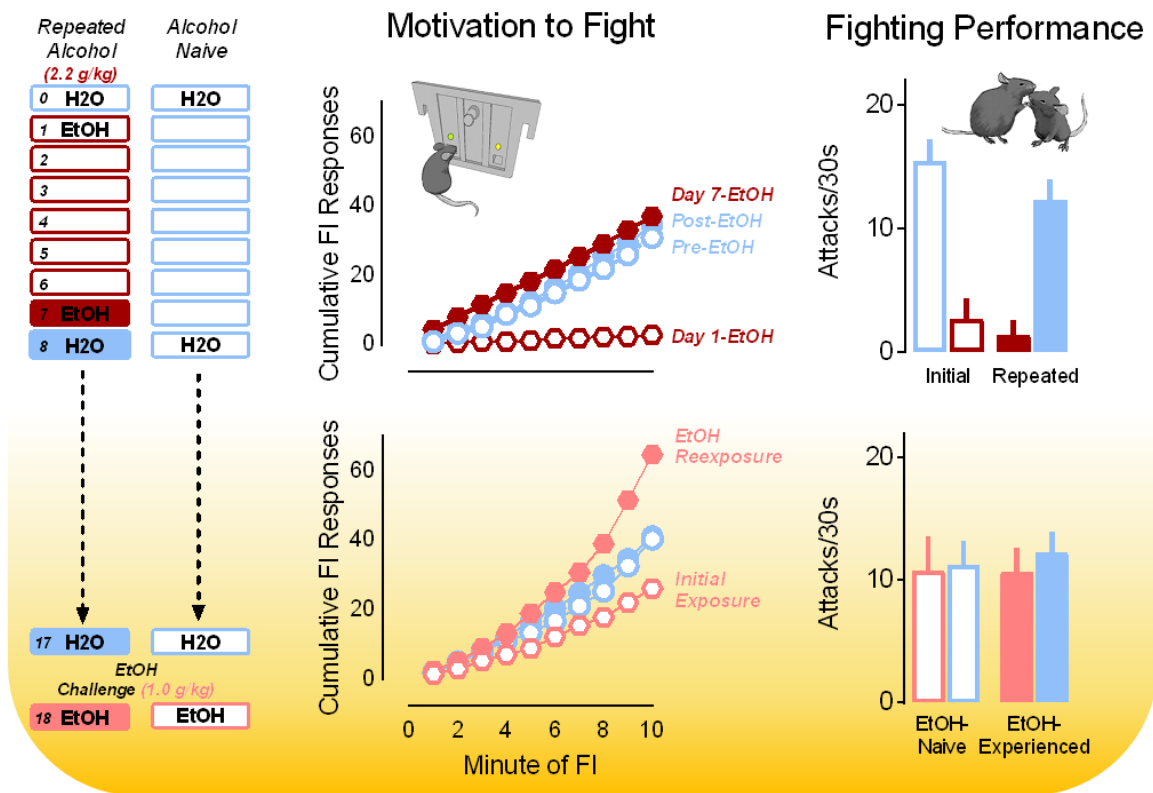 Repeated
Alcohol
(2.2 g/kg)
Alcohol
Naive
0 H2O
H2O
1 EtOH
2
3
4
5
6
7 EtOH
8 H2O
H2O
17 H2O
H2O
EtOH
Challenge (1.0 g/kg)
18 EtOH
EtOH
Motivation to Fight
Cumulative FI Responses
60
40
20
0
Day 7-EtOH
Post-EtOH
Pre-EtOH
Day 1-EtOH
Cumulative FI Responses
60
40
20
0
EtOH
Reexposure
Initial
Exposure
0 2 4 6 8 10
Minute of FI
Fighting Performance
Attacks/30s
20
10
0
Initial Repeated
Attacks/30s
20
10
0
EtOH-
Naive
EtOH-
Experienced